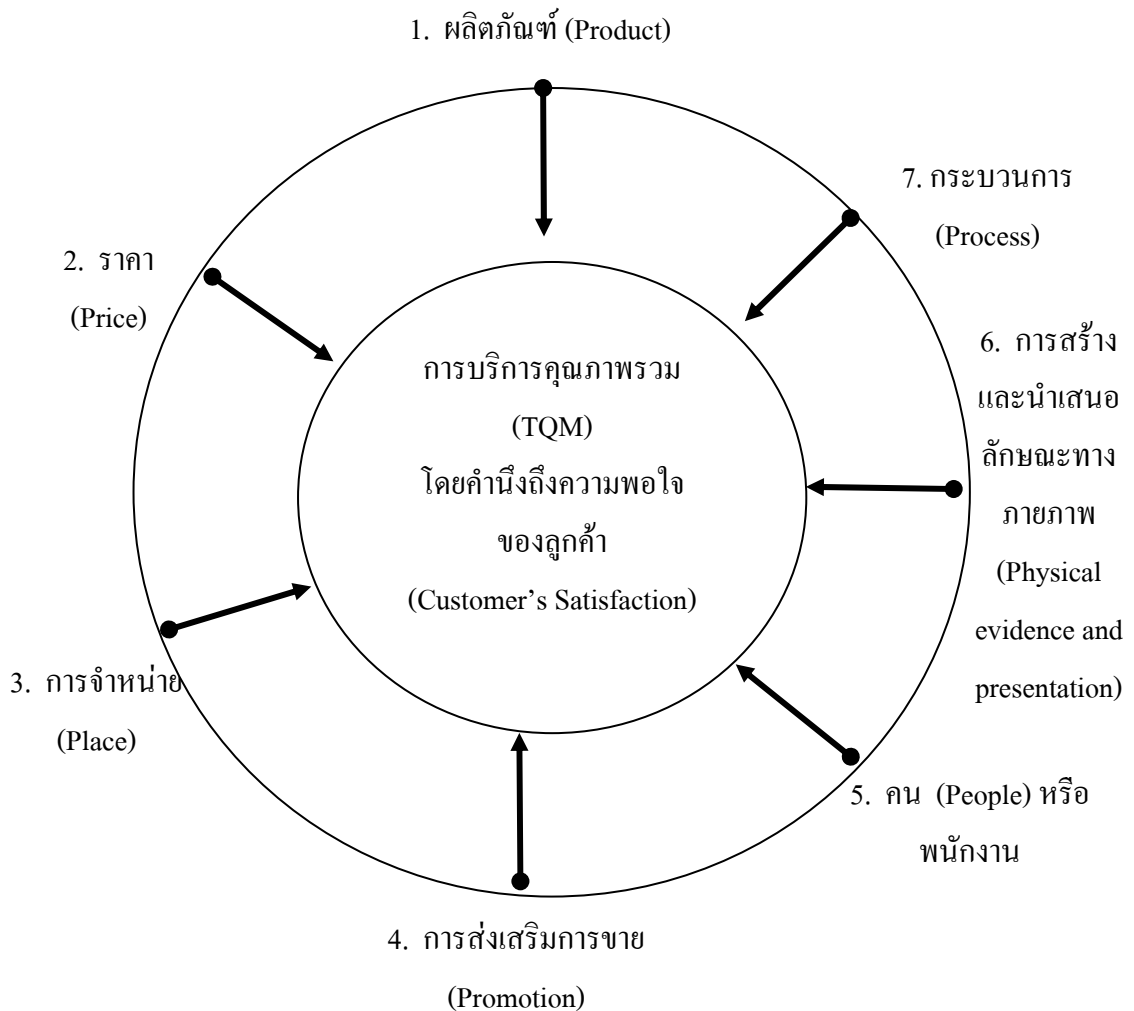 1. ผลิตภัณฑ์ (Product)
2. ราคา
(Price)
3. การจำหน่าย
(Place)
4. การส่งเสริมการขาย
(Promotion)
5. คน (People) หรือ
พนักงาน
6. การสร้าง
และนำเสนอ
ลักษณะทาง
ภายภาพ
(Physical
evidence and
presentation)
7. กระบวนการ
(Process)
การบริการคุณภาพรวม
(TQM)
โดยคำนึงถึงความพอใจ
ของลูกค้า
(Customer’s Satisfaction)